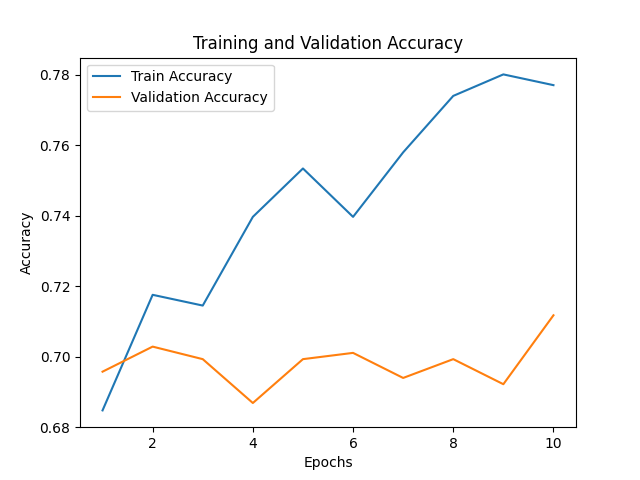 Training and Validation Accuracy
Train Accuracy
Validation Accuracy
0.78
0.76
0.74
0.72
0.70
0.68
Accuracy
2 4 6 8 10
Epochs